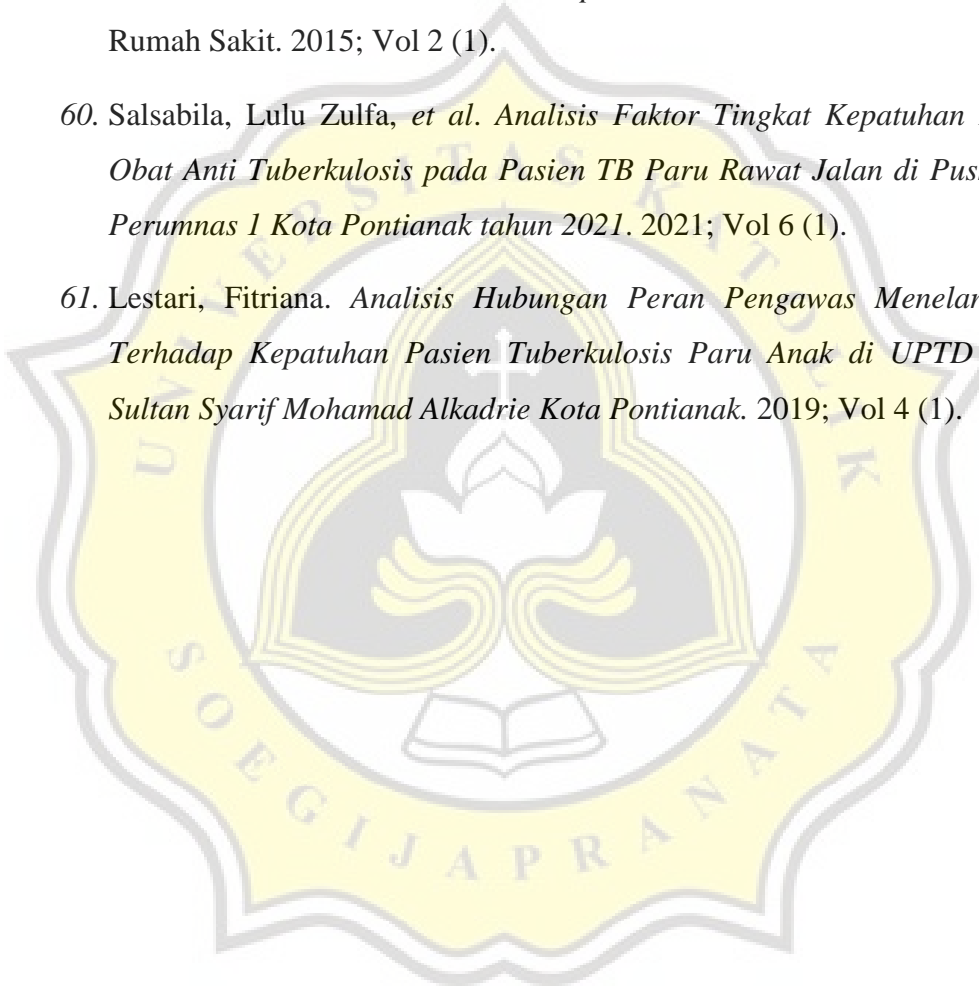 Rumah Sakit. 2015; Vol 2 (1).
60. Salsabila, Lulu Zulfa, et al. Analisis Faktor Tingkat Kepatuhan
Obat Anti Tuberkulosis pada Pasien TB Paru Rawat Jalan di
Perumnas 1 Kota Pontianak tahun 2021. 2021; Vol 6 (1).
61. Lestari, Fitriana. Analisis Hubungan Peran Pengawas
Terhadap Kepatuhan Pasien Tuberkulosis Paru Anak di UPTD
Sultan Syarif Mohamad Alkadrie Kota Pontianak. 2019; Vol 4 (1).
UNIVERSITAS KATOLIK
SOEGIJAPRANATA